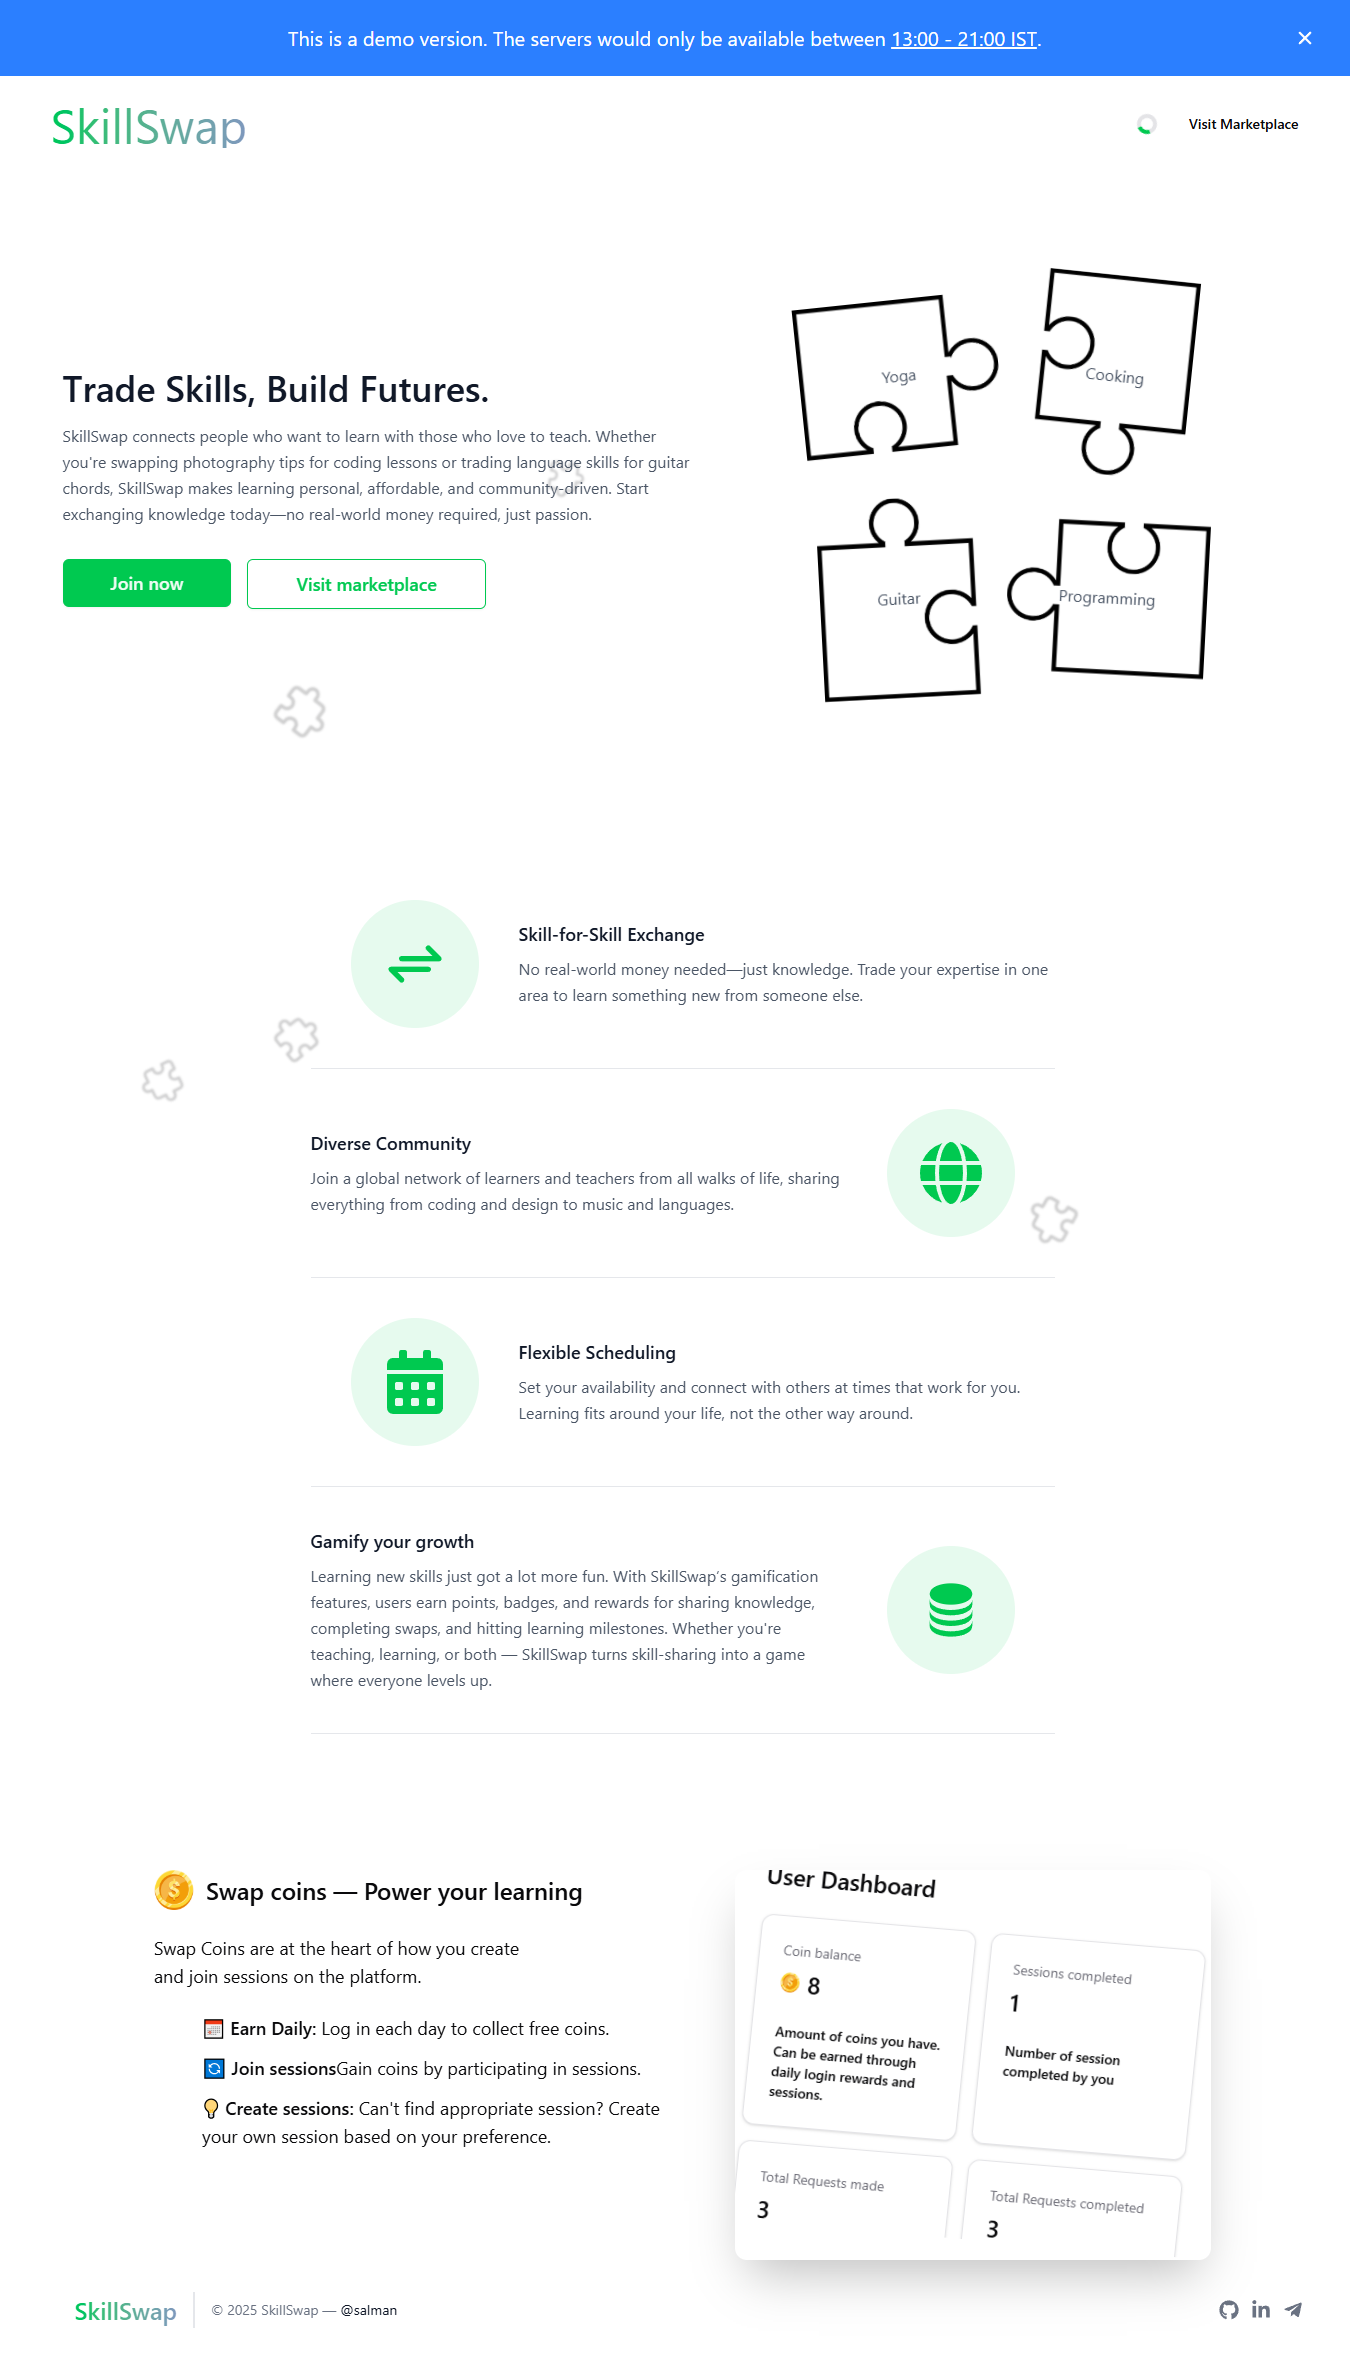 This is a demo version. The servers would only be available between 13:00 - 21:00 IST.
SkillSwap
Visit Marketplace
Trade Skills, Build Futures.
SkillSwap connects people who want to learn with those who love to teach. Whether
you're swapping photography tips for coding lessons or trading language skills for guitar
chords, SkillSwap makes learning personal, affordable, and community-driven. Start
exchanging knowledge today—no real-world money required, just passion.
Join now
Visit marketplace
Yoga
Cooking
Guitar
Programming
Skill-for-Skill Exchange
No real-world money needed—just knowledge. Trade your expertise in one
area to learn something new from someone else.
Diverse Community
Join a global network of learners and teachers from all walks of life, sharing
everything from coding and design to music and languages.
Flexible Scheduling
Set your availability and connect with others at times that work for you.
Learning fits around your life, not the other way around.
Gamify your growth
Learning new skills just got a lot more fun. With SkillSwap’s gamification
features, users earn points, badges, and rewards for sharing knowledge,
completing swaps, and hitting learning milestones. Whether you're
teaching, learning, or both — SkillSwap turns skill-sharing into a game
where everyone levels up.
Swap coins — Power your learning
Swap Coins are at the heart of how you create
and join sessions on the platform.
Earn Daily: Log in each day to collect free coins.
Join sessionsGain coins by participating in sessions.
Create sessions: Can't find appropriate session? Create
your own session based on your preference.
User Dashboard
Coin balance
8
Amount of coins you have.
Can be earned through
daily login rewards and
sessions.
Sessions completed
1
Number of session
completed by you
Total Requests made
3
Total Requests completed
3
SkillSwap
© 2025 SkillSwap — @salman